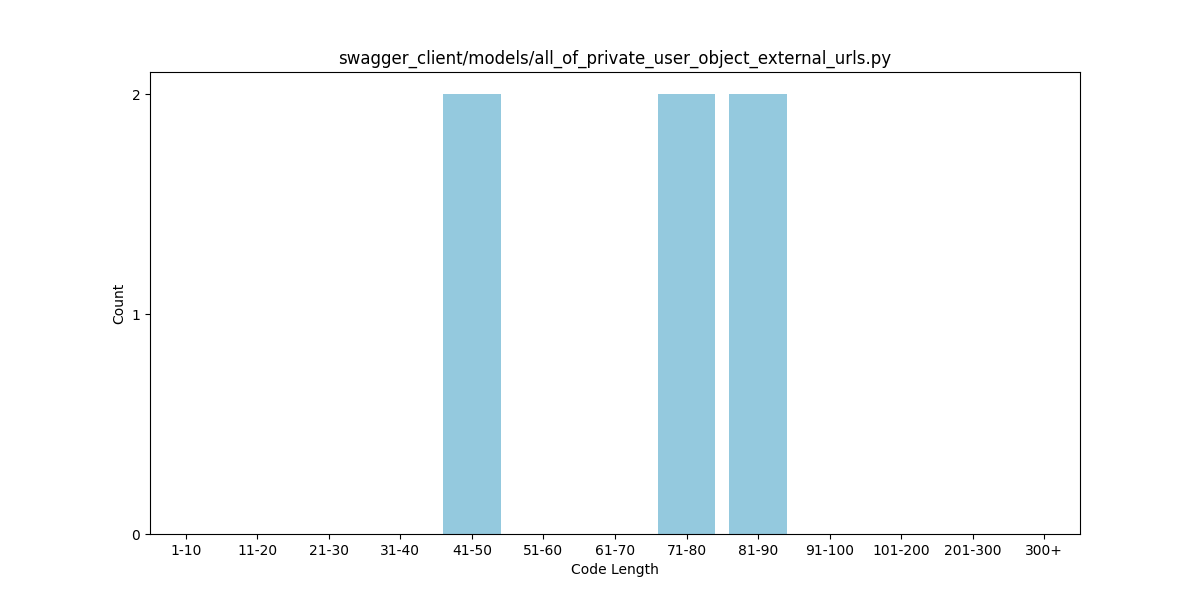 swagger_client/models/all_of_private_user_object_external_urls.py
2
1
0
Count
1-10 11-20 21-30 31-40 41-50 51-60 61-70 71-80 81-90 91-100 101-200 201-300 300+
Code Length